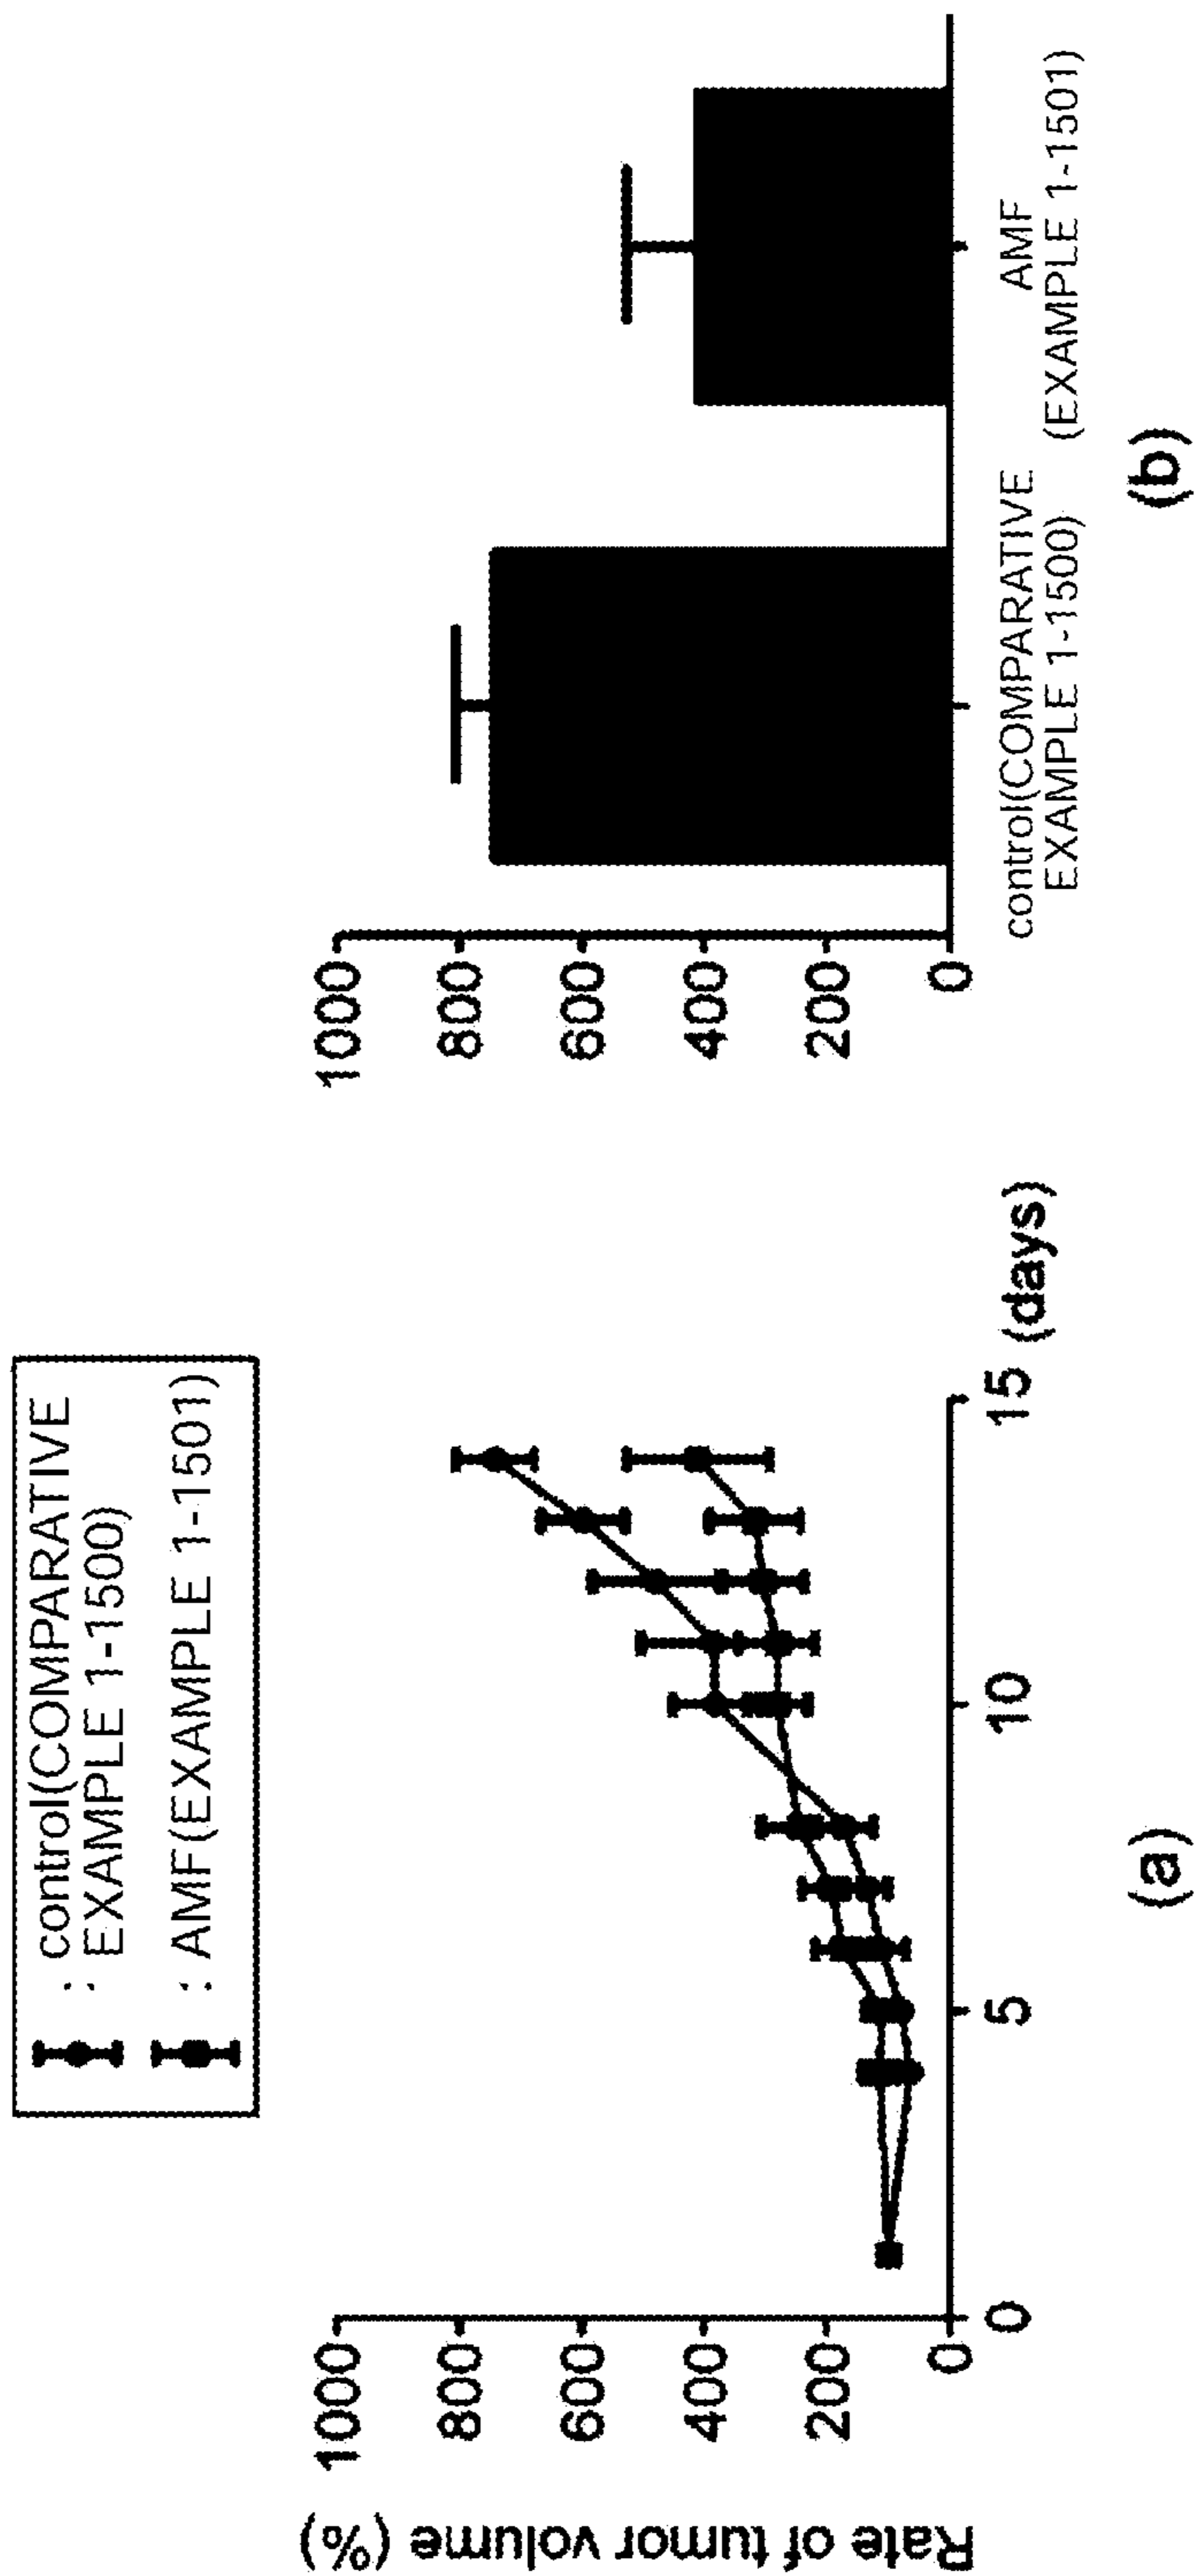 : control(COMPARATIVE
EXAMPLE 1-1500)
: AMF(EXAMPLE 1-1501)
Rate of tumor volume (%)
1000
800
600
400
200
0
0
5
10
15
(days)
(a)
1000
800
600
400
200
0
control(COMPARATIVE
EXAMPLE 1-1500)
AMF
(EXAMPLE 1-1501)
(b)